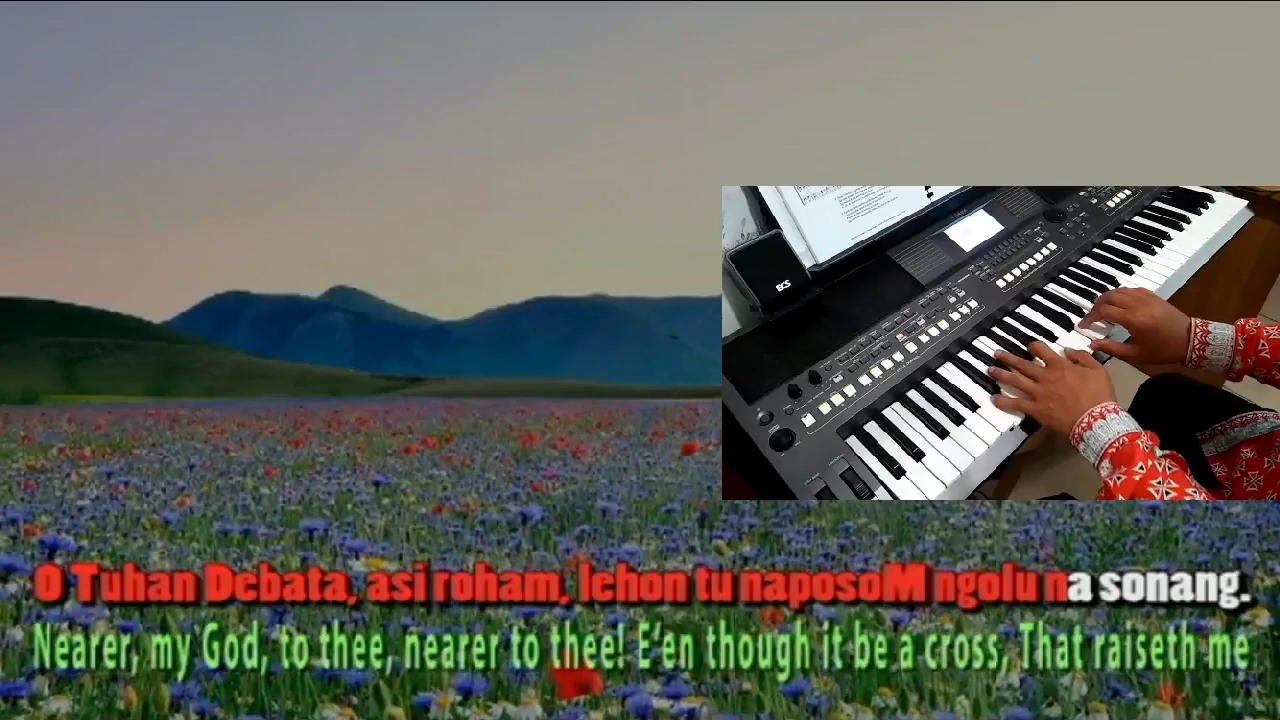 ECS
O Tuhan Debata, asi roham, lehon tu naposoM ngolu na sonang.
Nearer, my God, to thee, nearer to thee! E'en though it be a cross, That raiseth me